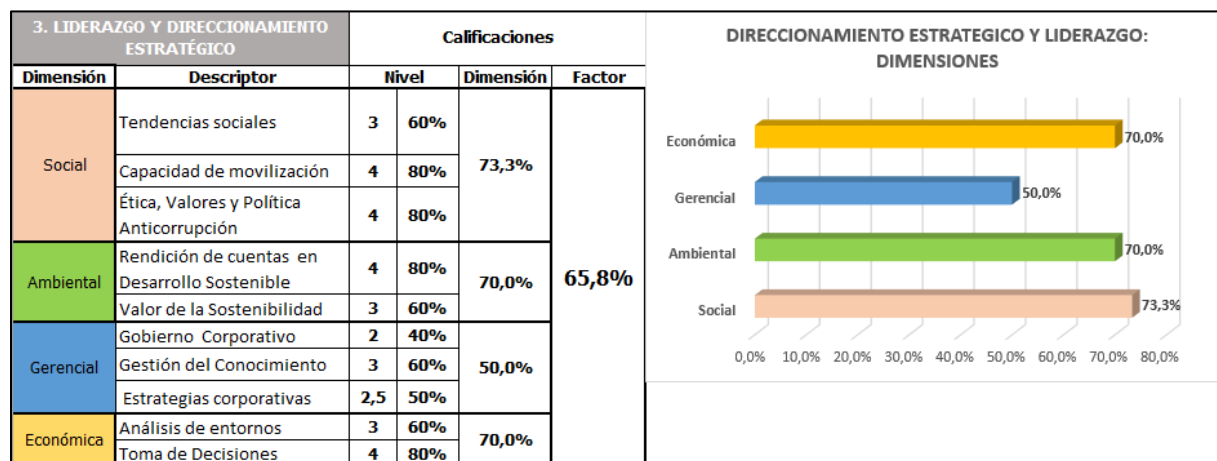 3. LIDERAZGO Y DIRECCIONAMIENTO
ESTRATÉGICO
Calificaciones
Dimensión Descriptor Nivel Dimensión Factor
Social
Tendencias sociales 3 60%
Capacidad de movilización 4 80%
Ética, Valores y Política
Anticorrupción 4 80%
73,3%
Ambiental
Rendición de cuentas en
Desarrollo Sostenible 4 80%
Valor de la Sostenibilidad 3 60%
70,0%
Gerencial
Gobierno Corporativo 2 40%
Gestión del Conocimiento 3 60%
Estrategias corporativas 2,5 50%
50,0%
Económica
Análisis de entornos 3 60%
Toma de Decisiones 4 80%
70,0%
65,8%
DIRECCIONAMIENTO ESTRATEGICO Y LIDERAZGO:
DIMENSIONES
Económica 70,0%
Gerencial 50,0%
Ambiental 70,0%
Social 73,3%
0,0% 10,0% 20,0% 30,0% 40,0% 50,0% 60,0% 70,0% 80,0%